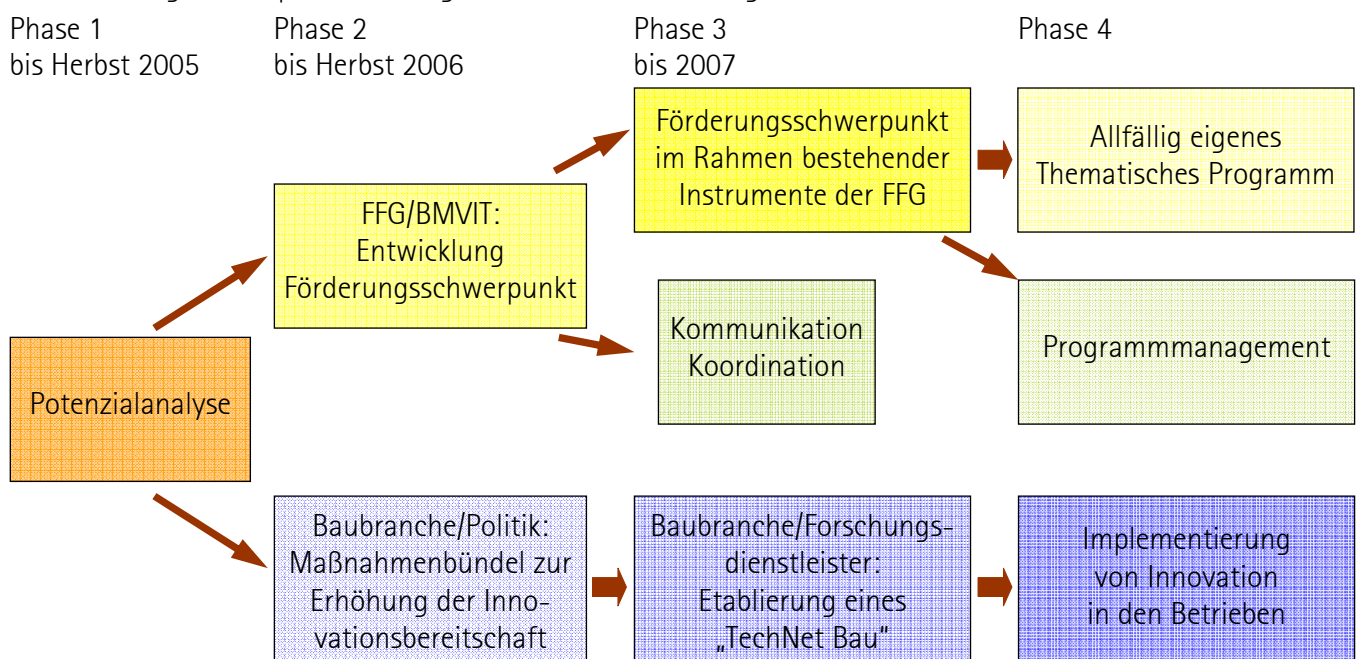 Phase 1
bis Herbst 2005
Phase 2
bis Herbst 2006
Phase 3
bis 2007
Phase 4
Förderungsschwerpunkt
im Rahmen bestehender
Instrumente der FFG
Allfällig eigenes
Thematisches Programm
FFG/BMVIT:
Entwicklung
Förderungsschwerpunkt
Kommunikation
Koordination
Programmmanagement
Potenzialanalyse
Baubranche/Politik:
Maßnahmenbündel zur
Erhöhung der Inno-
vationsbereitschaft
Baubranche/Forschungs-
dienstleister:
Etablierung eines
„TechNet Bau“
Implementierung
von Innovation
in den Betrieben